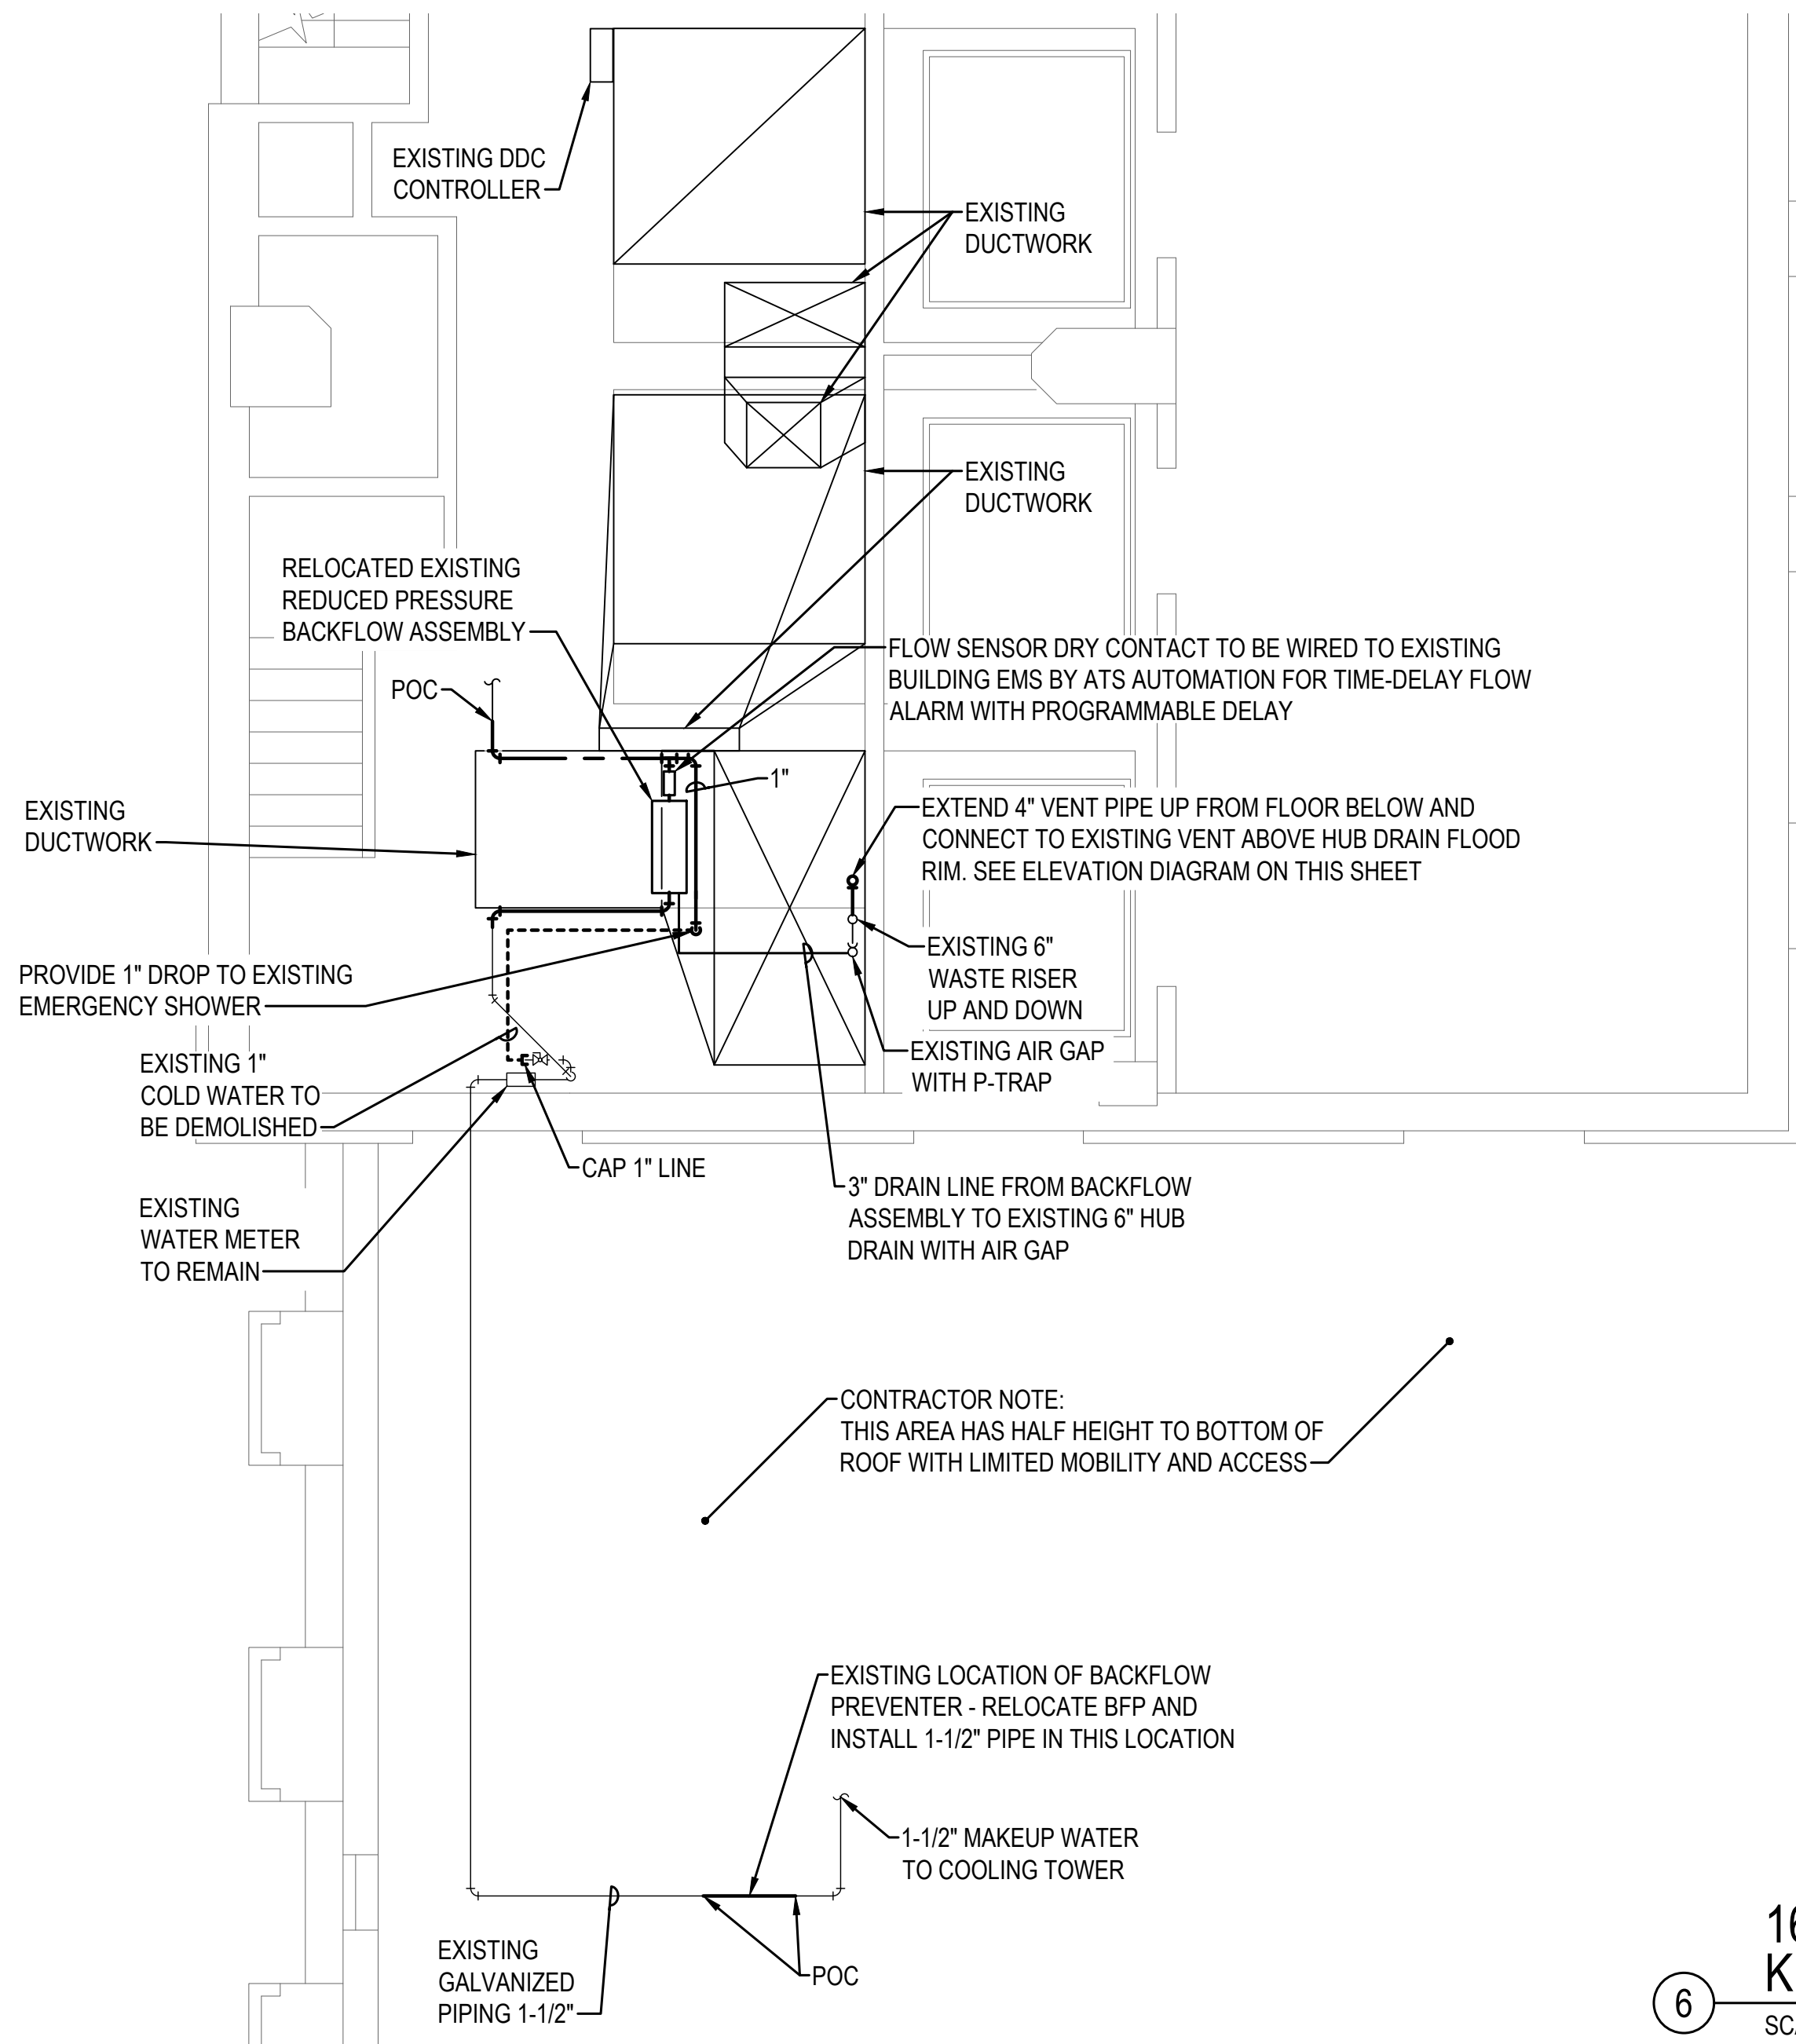 EXISTING DDC
CONTROLLER
EXISTING
DUCTWORK
EXISTING
DUCTWORK
RELOCATED EXISTING
REDUCED PRESSURE
BACKFLOW ASSEMBLY
FLOW SENSOR DRY CONTACT TO BE WIRED TO EXISTING
BUILDING EMS BY ATS AUTOMATION FOR TIME-DELAY FLOW
ALARM WITH PROGRAMMABLE DELAY
POC
1"
EXISTING
DUCTWORK
EXTEND 4" VENT PIPE UP FROM FLOOR BELOW AND
CONNECT TO EXISTING VENT ABOVE HUB DRAIN FLOOD
RIM. SEE ELEVATION DIAGRAM ON THIS SHEET
EXISTING 6"
WASTE RISER
UP AND DOWN
PROVIDE 1" DROP TO EXISTING
EMERGENCY SHOWER
EXISTING AIR GAP
WITH P-TRAP
EXISTING 1"
COLD WATER TO
BE DEMOLISHED
CAP 1" LINE
3" DRAIN LINE FROM BACKFLOW
ASSEMBLY TO EXISTING 6" HUB
DRAIN WITH AIR GAP
EXISTING
WATER METER
TO REMAIN
CONTRACTOR NOTE:
THIS AREA HAS HALF HEIGHT TO BOTTOM OF
ROOF WITH LIMITED MOBILITY AND ACCESS
EXISTING LOCATION OF BACKFLOW
PREVENTER - RELOCATE BFP AND
INSTALL 1-1/2" PIPE IN THIS LOCATION
1-1/2" MAKEUP WATER
TO COOLING TOWER
EXISTING
GALVANIZED
PIPING 1-1/2"
POC
6